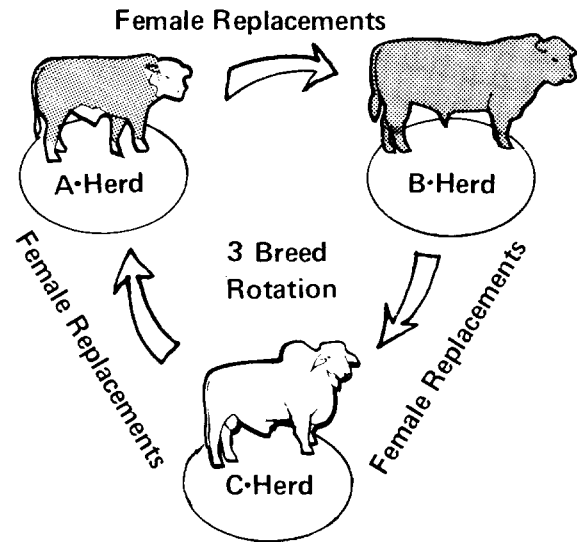 Female Replacements
A•Herd
B•Herd
3 Breed
Rotation
Female Replacements
Female Replacements
C•Herd